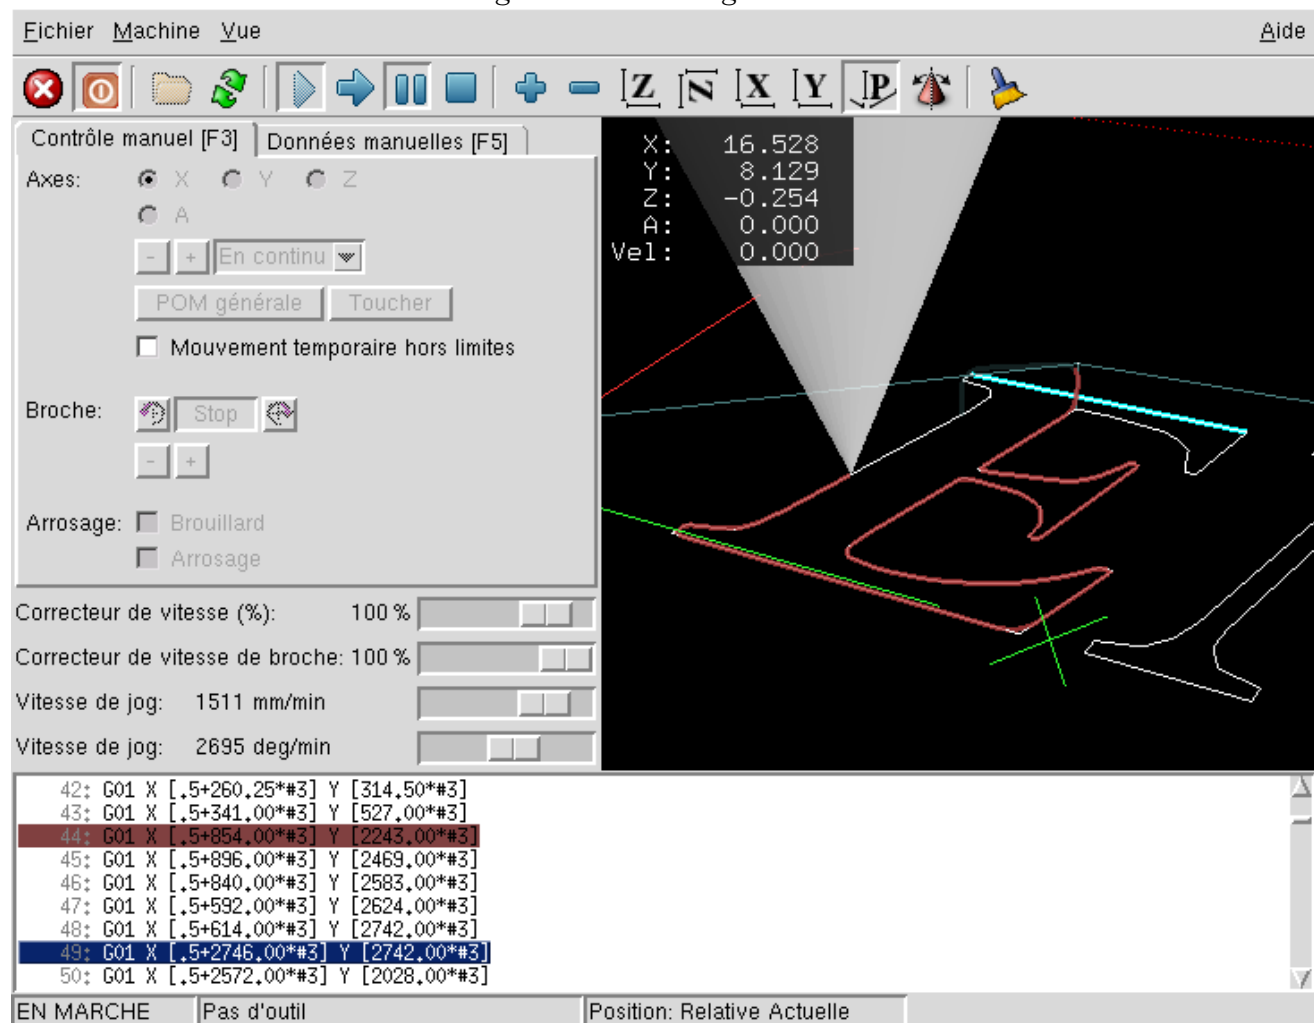 Fichier Machine Vue Aide
Z N X Y P
Contrôle manuel [F3] Données manuelles [F5]
Axes: X Y Z
A
- + En continu
POM générale Toucher
Mouvement temporaire hors limites
Broche: Stop
- +
Arrosage: Brouillard
Arrosage
Correcteur de vitesse (%): 100 %
Correcteur de vitesse de broche: 100 %
Vitesse de jog: 1511 mm/min
Vitesse de jog: 2695 deg/min
X: 16.528
Y: 8.129
Z: -0.254
A: 0.000
Vel: 0.000
42: G01 X [.5+260.25*#3] Y [314.50*#3]
43: G01 X [.5+341.00*#3] Y [527.00*#3]
44: G01 X [.5+854.00*#3] Y [2243.00*#3]
45: G01 X [.5+896.00*#3] Y [2469.00*#3]
46: G01 X [.5+840.00*#3] Y [2583.00*#3]
47: G01 X [.5+592.00*#3] Y [2624.00*#3]
48: G01 X [.5+614.00*#3] Y [2742.00*#3]
49: G01 X [.5+2746.00*#3] Y [2742.00*#3]
50: G01 X [.5+2572.00*#3] Y [2028.00*#3]
EN MARCHE Pas d'outil Position: Relative Actuelle